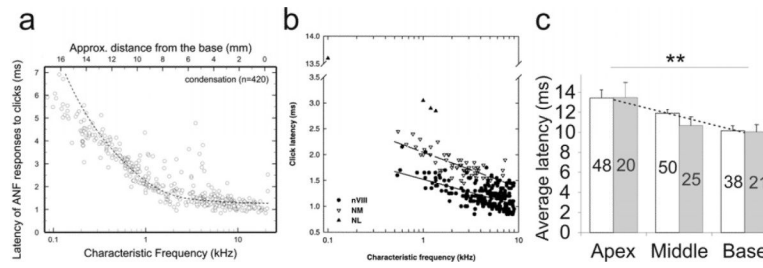 a
Approx. distance from the base (mm)
16 14 12 10 8 6 4 2 0
condensation (n=420)
Latency of ANF responses to clicks (ms)
7
6
5
4
3
2
1
0
0.1 1 10
Characteristic Frequency (kHz)
b
Click latency (ms)
14.0
13.5
3.0
2.5
2.0
1.5
1.0
0.5
0.0
nVIII
NM
NL
0.1 1 10
Characteristic frequency (kHz)
c
**
Average latency (ms)
14
12
10
8
6
4
2
0
48 20 50 25 38 21
Apex Middle Base